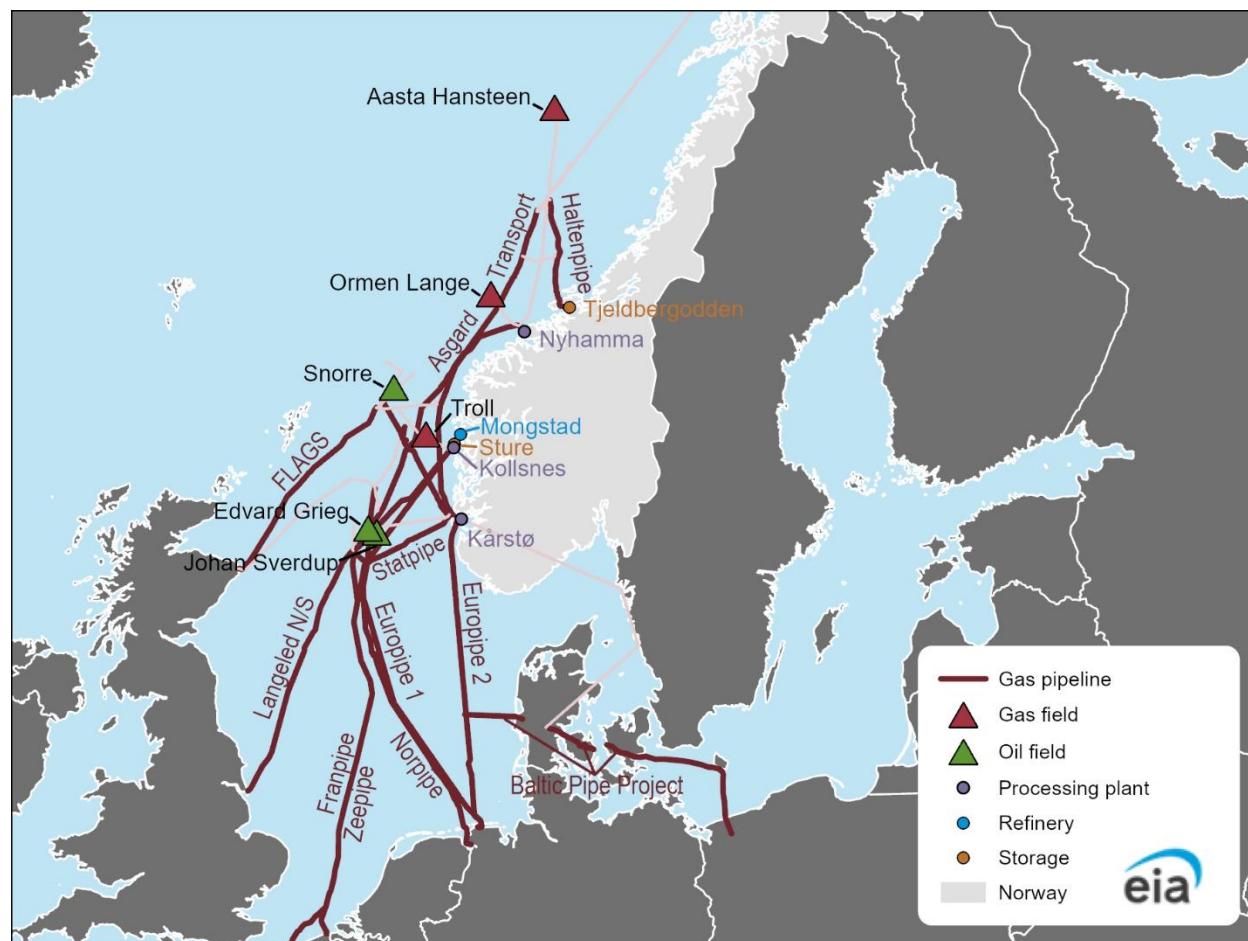 Aasta Hansteen
Transport
Haltenpipe
Ormen Lange
Tjeldbergodden
Nyhamma
Asgard
Snorre
Troll
Mongstad
Sture
Kollsnes
FLAGS
Edvard Grieg
Kårstø
Johan Sverdup
Statpipe
Langeled N/S
Europipe 1
Europipe 2
Franpipe
Zeepipe
Norpipe
Baltic Pipe Project
Gas pipeline
Gas field
Oil field
Processing plant
Refinery
Storage
Norway
eia